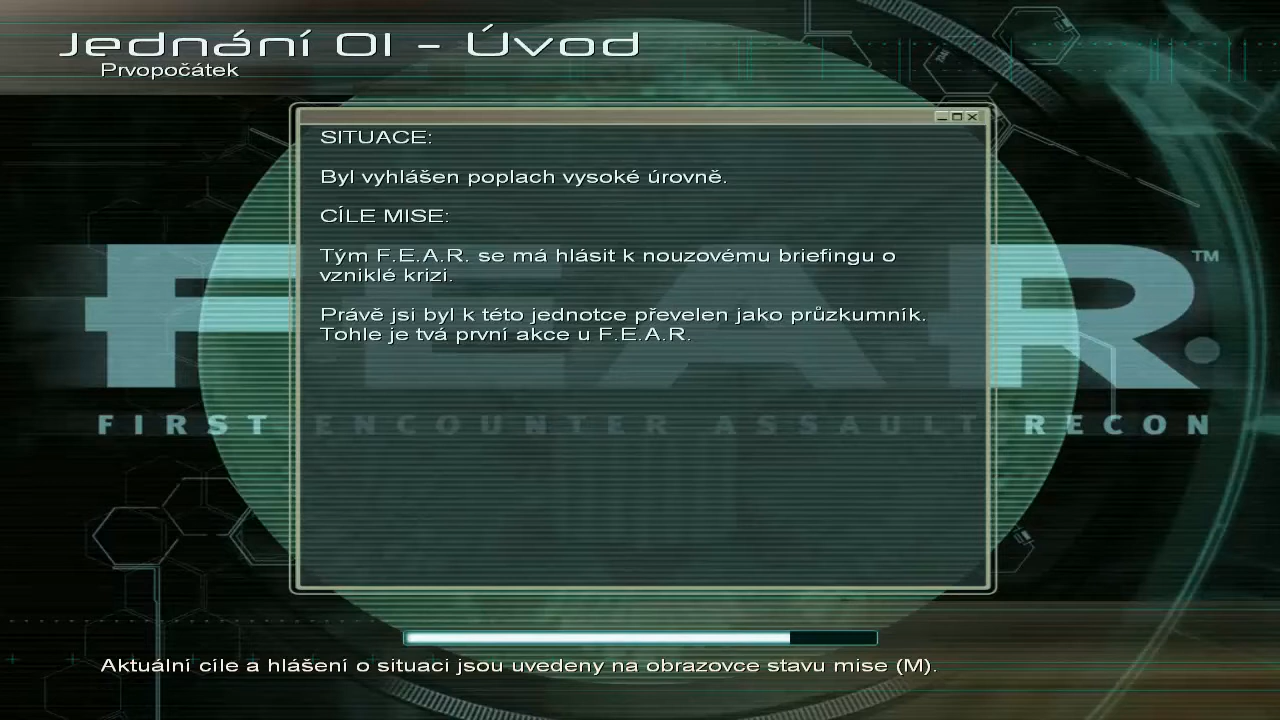 Jednání 01 - Úvod
Prvopočátek
SITUACE:
Byl vyhlášen poplach vysoké úrovně.
CÍLE MISE:
Tým F.E.A.R. se má hlásit k nouzovému briefingu o
vzniklé krizi.
Právě jsi byl k této jednotce převelen jako průzkumník.
Tohle je tvá první akce u F.E.A.R.
F.E.A.R.™
FIRST ENCOUNTER ASSAULT RECON
Aktuální cíle a hlášení o situaci jsou uvedeny na obrazovce stavu mise (M).